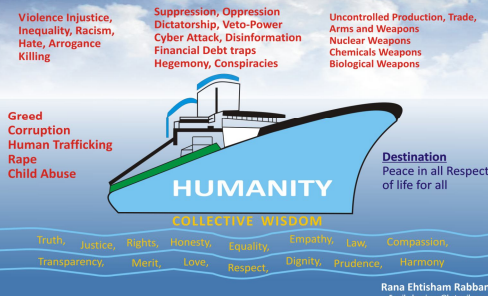 Violence Injustice,
Inequality, Racism,
Hate, Arrogance
Killing
Suppression, Oppression
Dictatorship, Veto-Power
Cyber Attack, Disinformation
Financial Debt traps
Hegemony, Conspiracies
Uncontrolled Production, Trade,
Arms and Weapons
Nuclear Weapons
Chemicals Weapons
Biological Weapons
Greed
Corruption
Human Trafficking
Rape
Child Abuse
Destination
Peace in all Respect
of life for all
HUMANITY
COLLECTIVE WISDOM
Truth, Justice, Rights, Honesty, Equality, Empathy, Law, Compassion,
Transparency, Merit, Love, Respect, Dignity, Prudence, Harmony
Rana Ehtisham Rabban